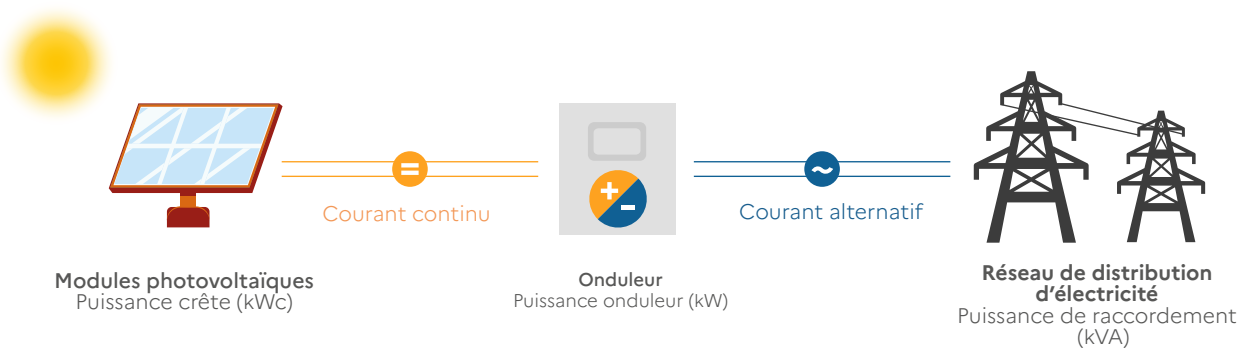 Courant continu
Courant alternatif
Modules photovoltaïques
Puissance crête (kWc)
Onduleur
Puissance onduleur (kW)
Réseau de distribution
d’électricité
Puissance de raccordement
(kVA)